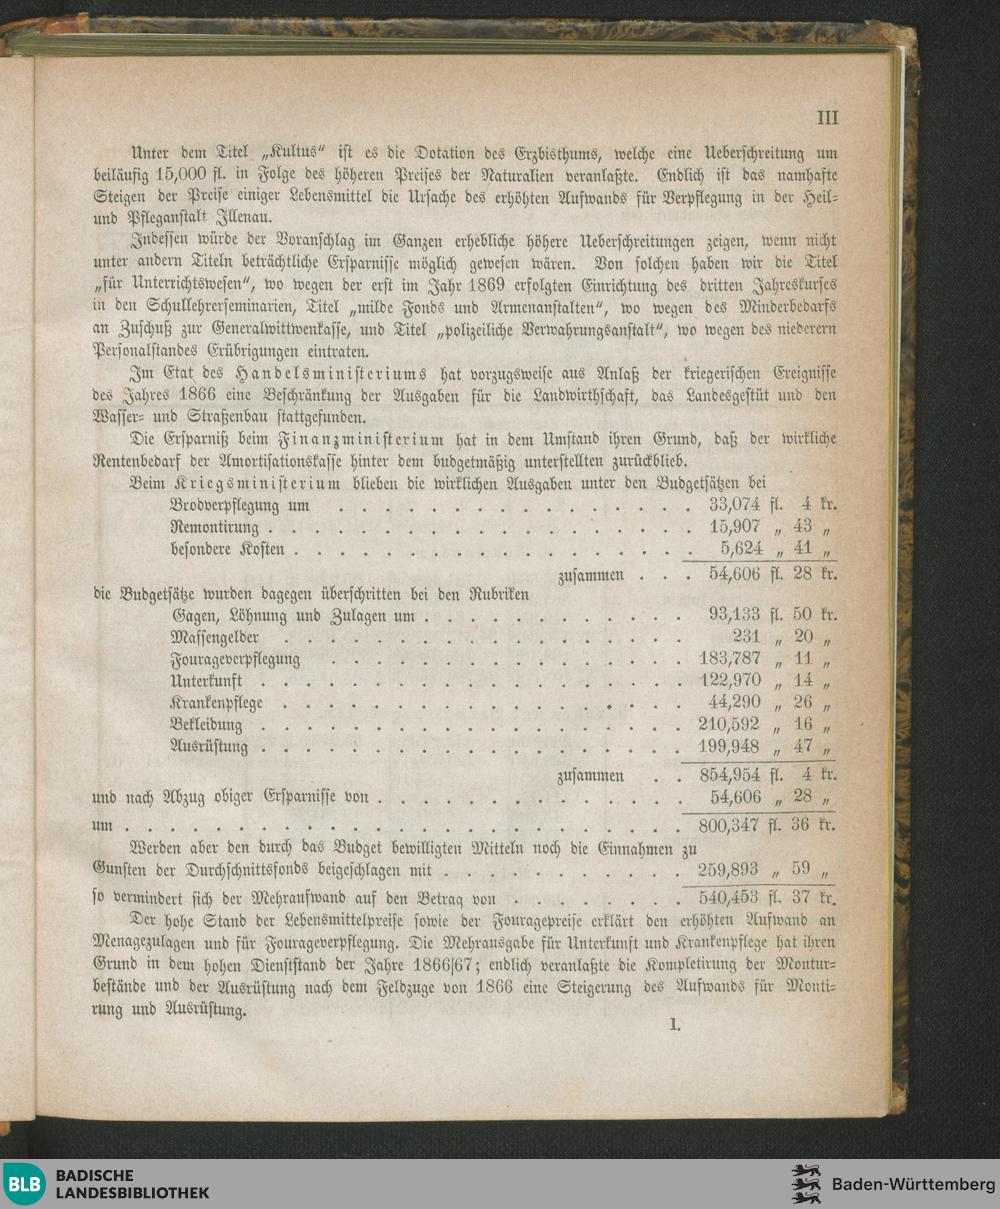 III
Unter dem Titel „Kultus“ ist es die Dotation des Erzbisthums, welche eine Ueberschreitung um
beiläufig 15,000 fl. in Folge des höheren Preises der Naturalien veranlaßte. Endlich ist das namhafte
Steigen der Preise einiger Lebensmittel die Ursache des erhöhten Aufwands für Verpflegung in der Heil-
und Pfleganstalt Illenau.
Indessen würde der Voranschlag im Ganzen erhebliche höhere Ueberschreitungen zeigen, wenn nicht
unter andern Titeln beträchtliche Ersparnisse möglich gewesen wären. Von solchen haben wir die Titel
„für Unterrichtswesen“, wo wegen der erst im Jahr 1869 erfolgten Einrichtung des dritten Jahreskurses
in den Schullehrerseminarien, Titel „milde Fonds und Armenanstalten“, wo wegen des Minderbedarfs
an Zuschuß zur Generalwittwenkasse, und Titel „polizeiliche Verwahrungsanstalt“, wo wegen des niederern
Personalstandes Erübrigungen eintraten.
Im Etat des Handelsministeriums hat vorzugsweise aus Anlaß der kriegerischen Ereignisse
des Jahres 1866 eine Beschränkung der Ausgaben für die Landwirthschaft, das Landesgestüt und den
Wasser- und Straßenbau stattgefunden.
Die Ersparniß beim Finanzministerium hat in dem Umstand ihren Grund, daß der wirkliche
Rentenbedarf der Amortisationskasse hinter dem budgetmäßig unterstellten zurückblieb.
Beim Kriegsministerium blieben die wirklichen Ausgaben unter den Budgetsätzen bei
Brodverpflegung um . . . . . . . . . . . . . 33,074 fl. 4 kr.
Remontirung . . . . . . . . . . . . . . . 15,907 „ 43 „
besondere Kosten . . . . . . . . . . . . . . 5,624 „ 41 „
zusammen . . . 54,606 fl. 28 kr.
die Budgetsätze wurden dagegen überschritten bei den Rubriken
Gagen, Löhnung und Zulagen um . . . . . . . . . . 93,133 fl. 50 kr.
Massengelder . . . . . . . . . . . . . . 231 „ 20 „
Fourageverpflegung . . . . . . . . . . . . . 183,787 „ 11 „
Unterkunft . . . . . . . . . . . . . . . 122,970 „ 14 „
Krankenpflege . . . . . . . . . . . . . . 44,290 „ 26 „
Bekleidung . . . . . . . . . . . . . . . 210,592 „ 16 „
Ausrüstung . . . . . . . . . . . . . . . 199,948 „ 47 „
zusammen . . 854,954 fl. 4 kr.
und nach Abzug obiger Ersparnisse von . . . . . . . . . . . 54,606 „ 28 „
um . . . . . . . . . . . . . . . . . . . . 800,347 fl. 36 kr.
Werden aber den durch das Budget bewilligten Mitteln noch die Einnahmen zu
Gunsten der Durchschnittsfonds beigeschlagen mit . . . . . . . . . 259,893 „ 59 „
so vermindert sich der Mehraufwand auf den Betrag von . . . . . . . 540,453 fl. 37 kr.
Der hohe Stand der Lebensmittelpreise sowie der Fouragepreise erklärt den erhöhten Aufwand an
Menagezulagen und für Fourageverpflegung. Die Mehrausgabe für Unterkunft und Krankenpflege hat ihren
Grund in dem hohen Dienststand der Jahre 1866/67; endlich veranlaßte die Kompletirung der Montur-
bestände und der Ausrüstung nach dem Feldzuge von 1866 eine Steigerung des Aufwands für Monti-
rung und Ausrüstung.
1.
BLB BADISCHE
LANDESBIBLIOTHEK
Baden-Württemberg